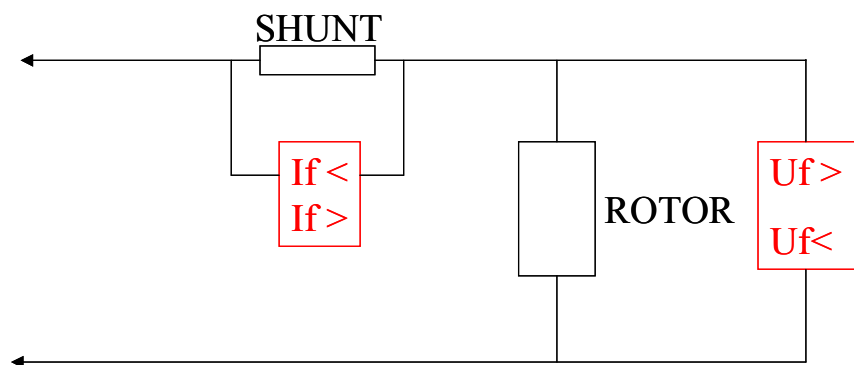 SHUNT
If <
If >
ROTOR
Uf >
Uf<